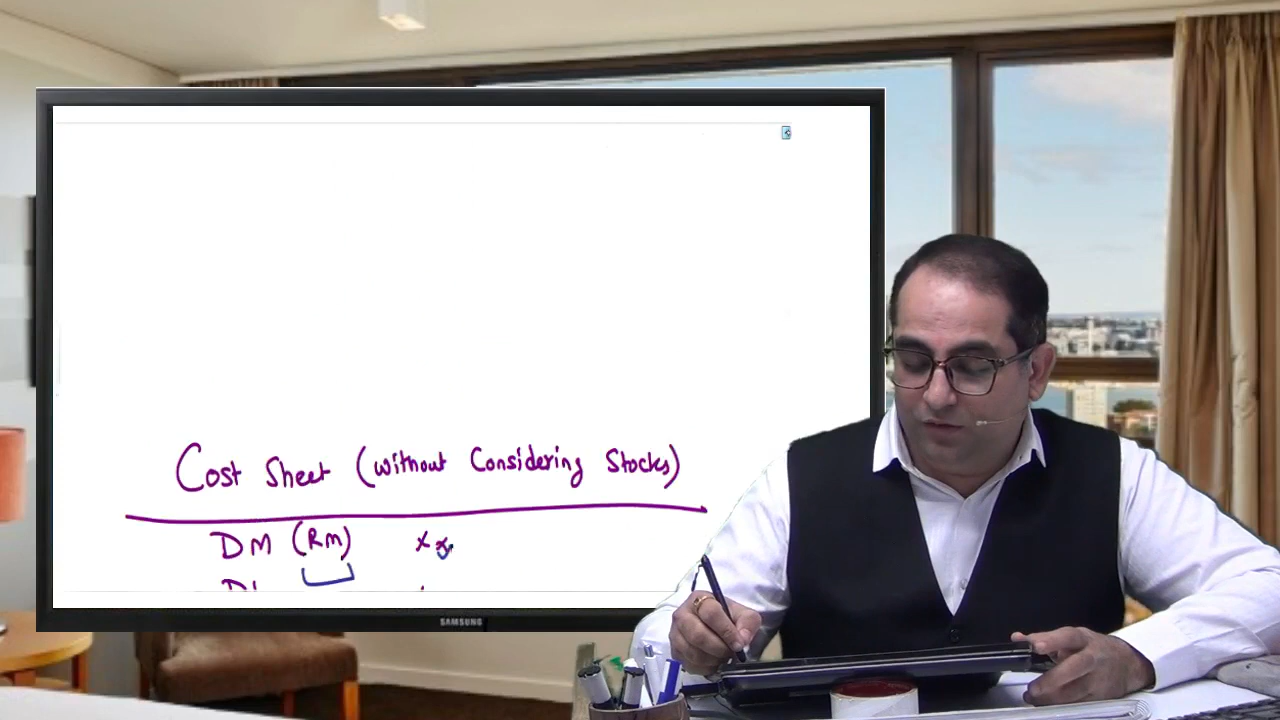 Cost Sheet (without Considering Stocks)
DM (RM) xx
SAMSUNG